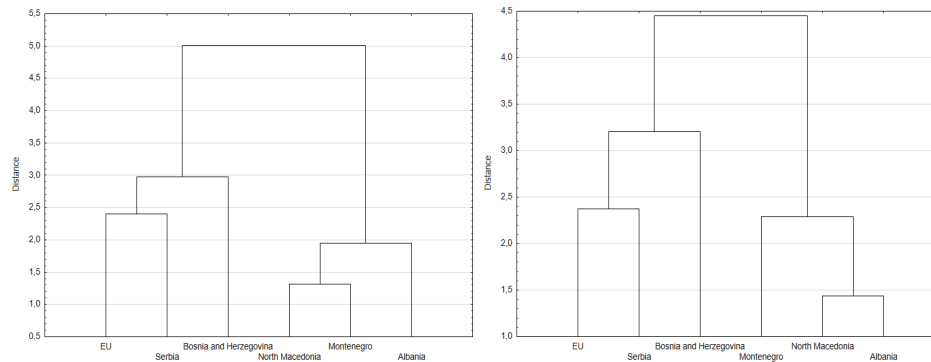 5,5
5,0
4,5
4,0
3,5
3,0
2,5
2,0
1,5
1,0
0,5
Distance
EU
Bosnia and Herzegovina
Montenegro
Serbia
North Macedonia
Albania
4,5
4,0
3,5
3,0
2,5
2,0
1,5
1,0
Distance
EU
Bosnia and Herzegovina
North Macedonia
Serbia
Montenegro
Albania